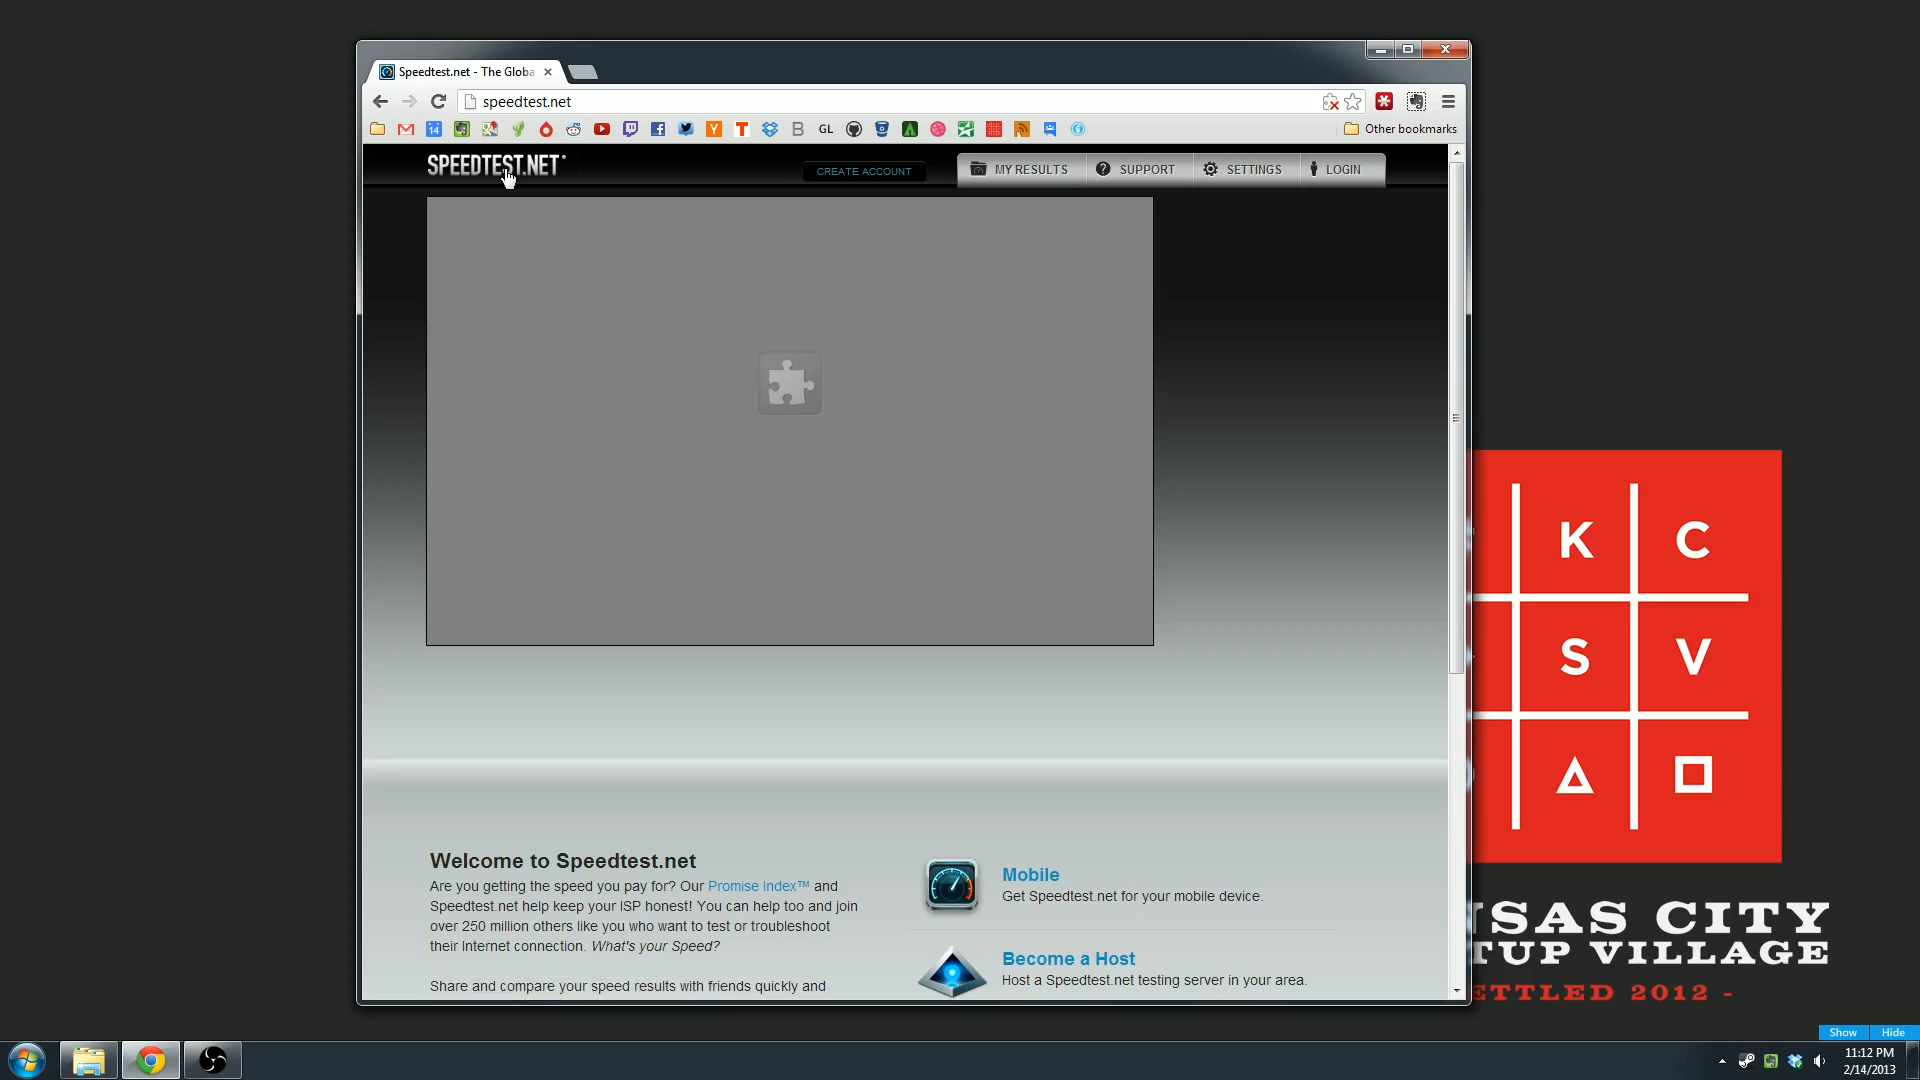 Speedtest.net - The Globa
speedtest.net
14
Y
T
B
GL
Other bookmarks
SPEEDTEST.NET
CREATE ACCOUNT
MY RESULTS
SUPPORT
SETTINGS
LOGIN
K C
S V
Welcome to Speedtest.net
Are you getting the speed you pay for? Our Promise Index™ and
Speedtest.net help keep your ISP honest! You can help too and join
over 250 million others like you who want to test or troubleshoot
their Internet connection. What's your Speed?
Share and compare your speed results with friends quickly and
Mobile
Get Speedtest.net for your mobile device.
Become a Host
Host a Speedtest.net testing server in your area.
NSAS CITY
TUP VILLAGE
ETTLED 2012 -
Show
Hide
11:12 PM
2/14/2013